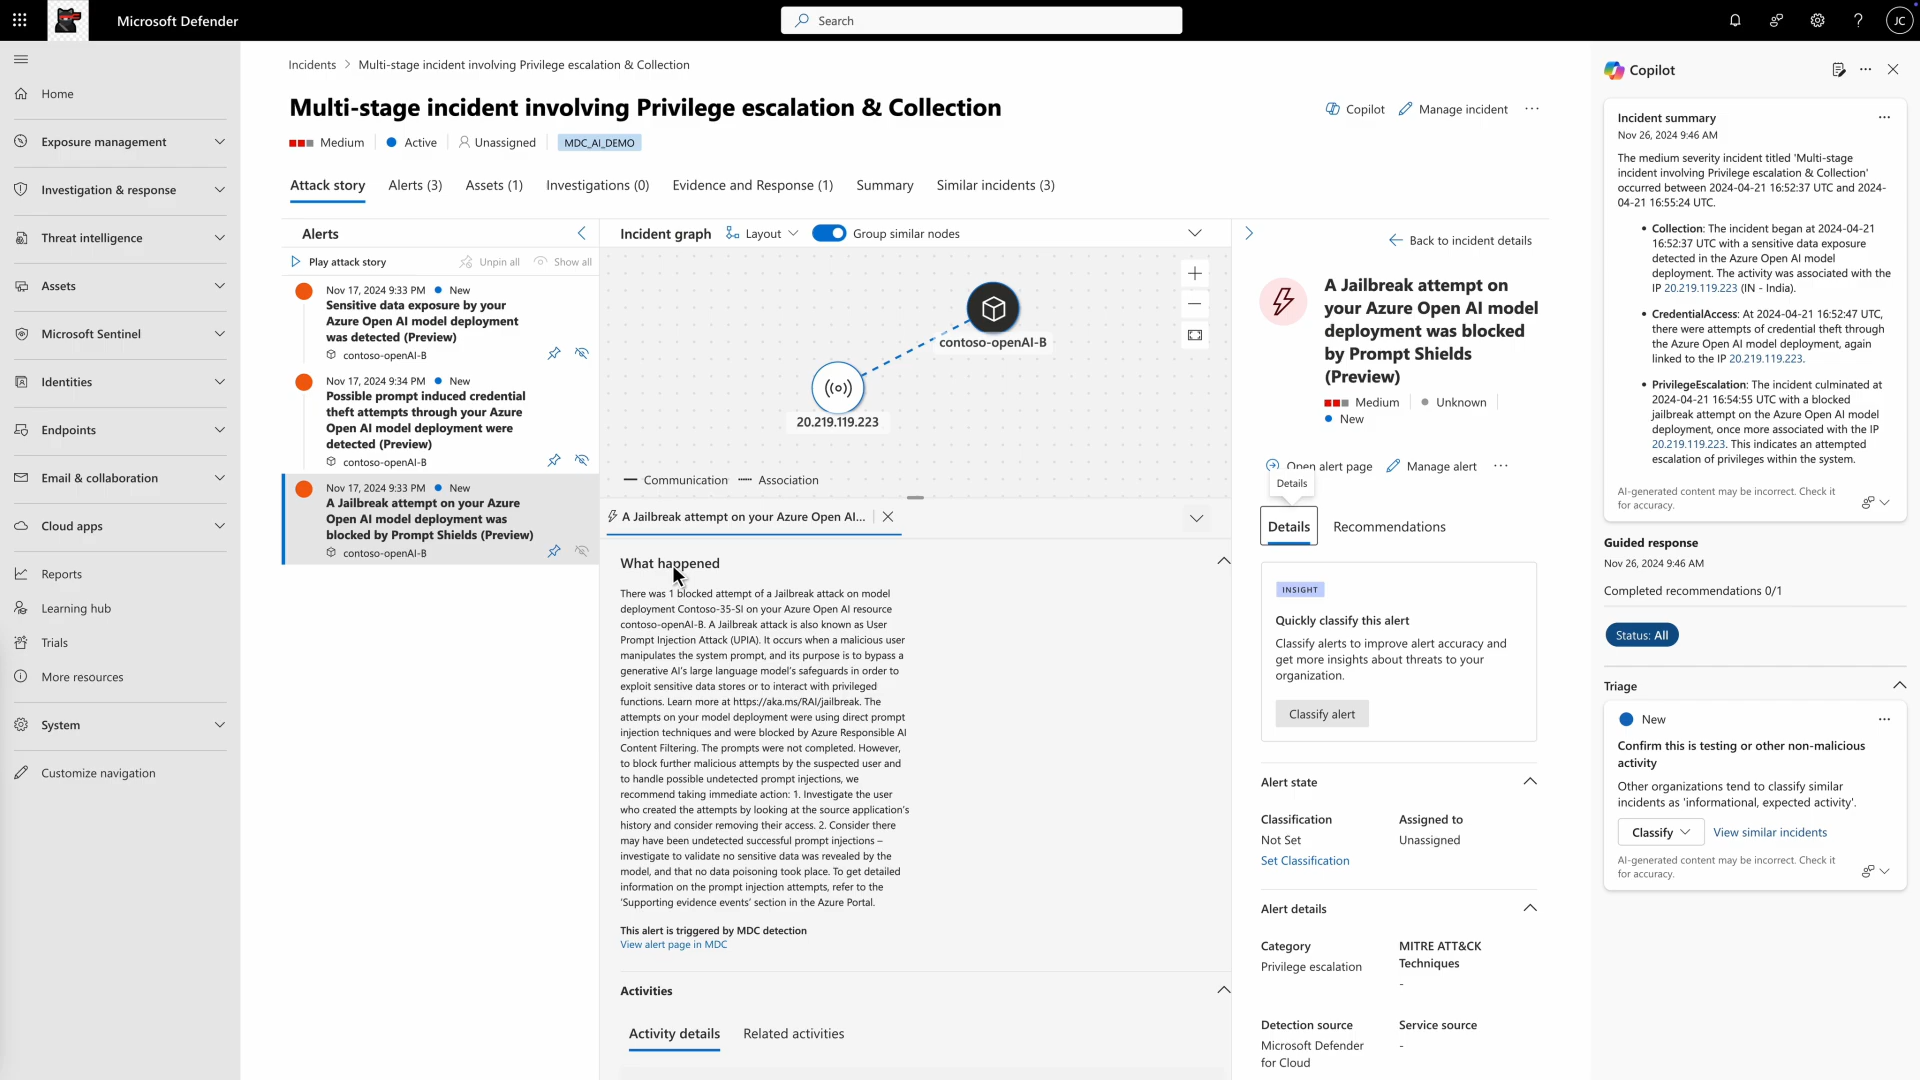 Microsoft Defender
Search
JC
Home
Exposure management
Investigation & response
Threat intelligence
Assets
Microsoft Sentinel
Identities
Endpoints
Email & collaboration
Cloud apps
Reports
Learning hub
Trials
More resources
System
Customize navigation
Incidents > Multi-stage incident involving Privilege escalation & Collection
Multi-stage incident involving Privilege escalation & Collection
Copilot
Manage incident
Medium
Active
Unassigned
MDC_AI_DEMO
Attack story
Alerts (3)
Assets (1)
Investigations (0)
Evidence and Response (1)
Summary
Similar incidents (3)
Alerts
Play attack story
Unpin all
Show all
Nov 17, 2024 9:33 PM
New
Sensitive data exposure by your
Azure Open AI model deployment
was detected (Preview)
contoso-openAI-B
Nov 17, 2024 9:34 PM
New
Possible prompt induced credential
theft attempts through your Azure
Open AI model deployment were
detected (Preview)
contoso-openAI-B
Nov 17, 2024 9:33 PM
New
A Jailbreak attempt on your Azure
Open AI model deployment was
blocked by Prompt Shields (Preview)
contoso-openAI-B
Incident graph
Layout
Group similar nodes
contoso-openAI-B
20.219.119.223
Communication
Association
A Jailbreak attempt on your Azure Open AI...
What happened
There was 1 blocked attempt of a Jailbreak attack on model
deployment Contoso-35-SI on your Azure Open AI resource
contoso-openAI-B. A Jailbreak attack is also known as User
Prompt Injection Attack (UPIA). It occurs when a malicious user
manipulates the system prompt, and its purpose is to bypass a
generative AI's large language model's safeguards in order to
exploit sensitive data stores or to interact with privileged
functions. Learn more at https://aka.ms/RAI/jailbreak. The
attempts on your model deployment were using direct prompt
injection techniques and were blocked by Azure Responsible AI
Content Filtering. The prompts were not completed. However,
to block further malicious attempts by the suspected user and
to handle possible undetected prompt injections, we
recommend taking immediate action: 1. Investigate the user
who created the attempts by looking at the source application's
history and consider removing their access. 2. Consider there
may have been undetected successful prompt injections –
investigate to validate no sensitive data was revealed by the
model, and that no data poisoning took place. To get detailed
information on the prompt injection attempts, refer to the
'Supporting evidence events' section in the Azure Portal.
This alert is triggered by MDC detection
View alert page in MDC
Activities
Activity details
Related activities
Back to incident details
A Jailbreak attempt on
your Azure Open AI model
deployment was blocked
by Prompt Shields
(Preview)
Medium
Unknown
New
Open alert page
Manage alert
Details
Details
Recommendations
INSIGHT
Quickly classify this alert
Classify alerts to improve alert accuracy and
get more insights about threats to your
organization.
Classify alert
Alert state
Classification
Assigned to
Not Set
Unassigned
Set Classification
Alert details
Category
MITRE ATT&CK
Techniques
Privilege escalation
-
Detection source
Service source
Microsoft Defender
for Cloud
-
Copilot
Incident summary
Nov 26, 2024 9:46 AM
The medium severity incident titled 'Multi-stage
incident involving Privilege escalation & Collection'
occurred between 2024-04-21 16:52:37 UTC and 2024-
04-21 16:55:24 UTC.
• Collection: The incident began at 2024-04-21
16:52:37 UTC with a sensitive data exposure
detected in the Azure Open AI model
deployment. The activity was associated with the
IP 20.219.119.223 (IN - India).
• CredentialAccess: At 2024-04-21 16:52:47 UTC,
there were attempts of credential theft through
the Azure Open AI model deployment, again
linked to the IP 20.219.119.223.
• PrivilegeEscalation: The incident culminated at
2024-04-21 16:54:55 UTC with a blocked
jailbreak attempt on the Azure Open AI model
deployment, once more associated with the IP
20.219.119.223. This indicates an attempted
escalation of privileges within the system.
AI-generated content may be incorrect. Check it
for accuracy.
Guided response
Nov 26, 2024 9:46 AM
Completed recommendations 0/1
Status: All
Triage
New
Confirm this is testing or other non-malicious
activity
Other organizations tend to classify similar
incidents as 'informational, expected activity'.
Classify
View similar incidents
AI-generated content may be incorrect. Check it
for accuracy.